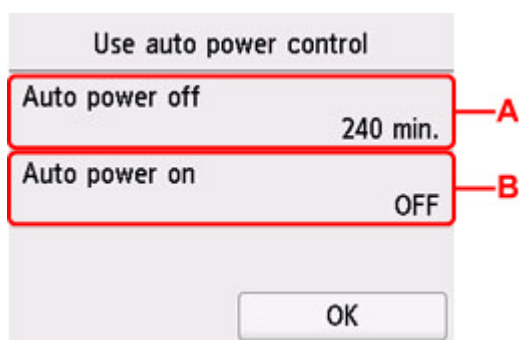 Use auto power control
Auto power off
240 min.
A
Auto power on
OFF
B
OK